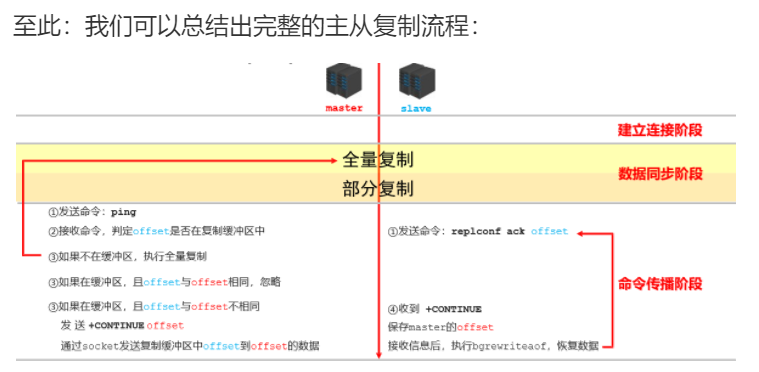 至此：我们可以总结出完整的主从复制流程：
master
slave
建立连接阶段
全量复制
部分复制
数据同步阶段
①发送命令：ping
②接收命令，判定offset是否在复制缓冲区中
③如果不在缓冲区，执行全量复制
③如果在缓冲区，且offset与offset相同，忽略
③如果在缓冲区，且offset与offset不相同
发 送 +CONTINUE offset
通过socket发送复制缓冲区中offset到offset的数据
①发送命令：replconf ack offset
④收到 +CONTINUE
保存master的offset
接收信息后，执行bgrewriteaof，恢复数据
命令传播阶段